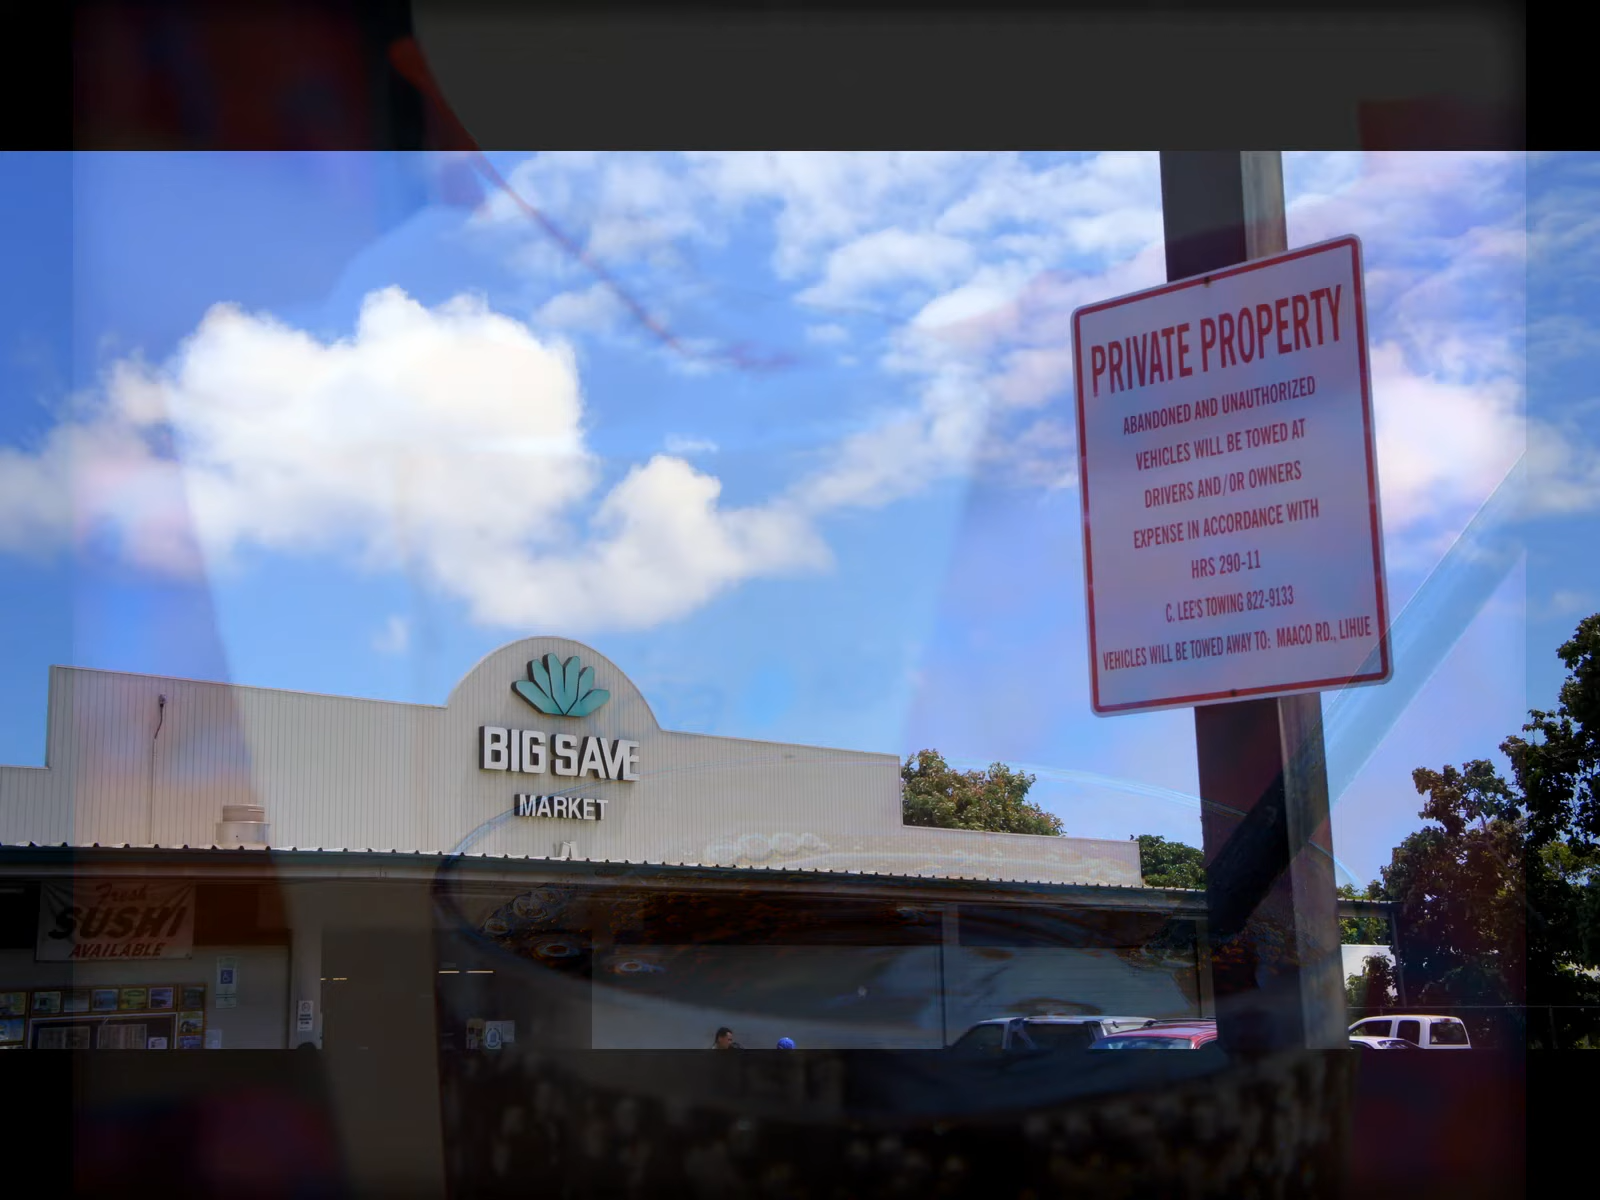 PRIVATE PROPERTY
ABANDONED AND UNAUTHORIZED
VEHICLES WILL BE TOWED AT
DRIVERS AND/OR OWNERS
EXPENSE IN ACCORDANCE WITH
HRS 290-11
C. LEE'S TOWING 822-9133
VEHICLES WILL BE TOWED AWAY TO: MAACO RD., LIHUE
BIG SAVE
MARKET
Fresh
SUSHI
AVAILABLE